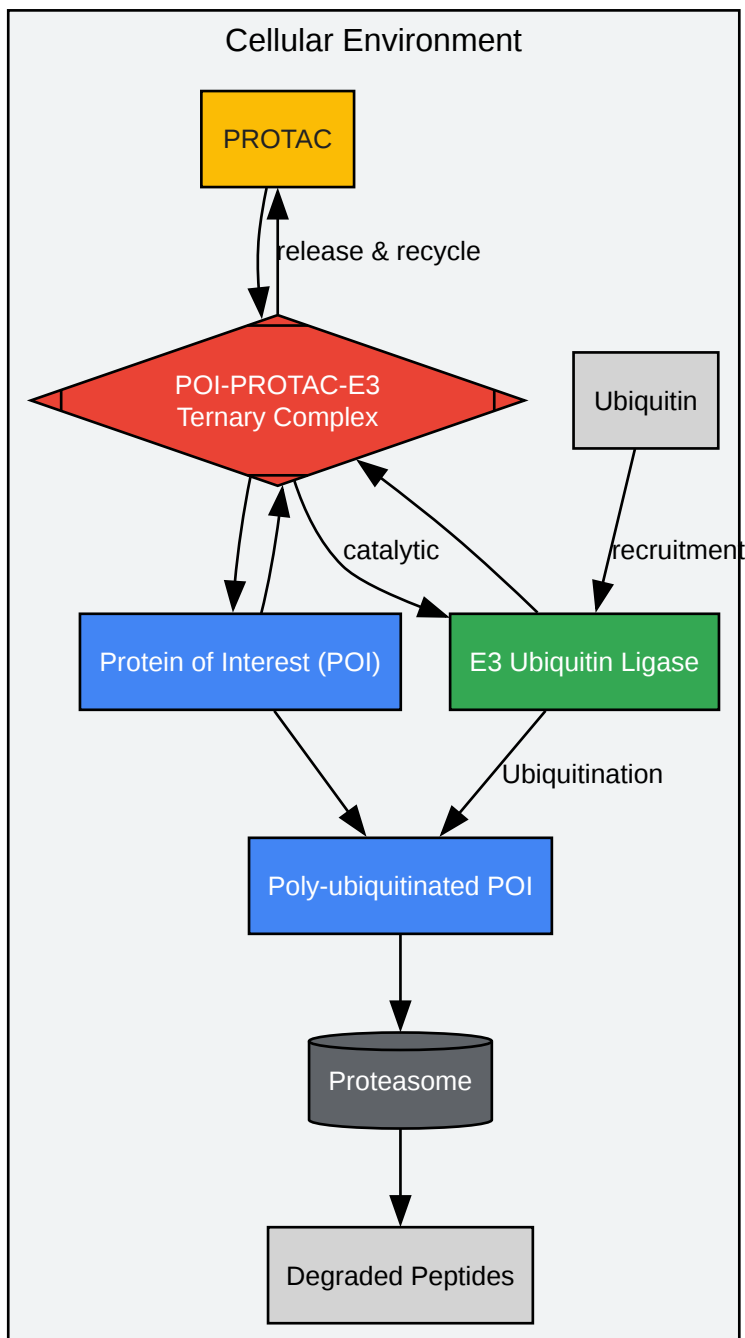 Cellular Environment
PROTAC
release & recycle
POI-PROTAC-E3
Ternary Complex
Ubiquitin
catalytic
recruitment
Protein of Interest (POI)
E3 Ubiquitin Ligase
Ubiquitination
Poly-ubiquitinated POI
Proteasome
Degraded Peptides